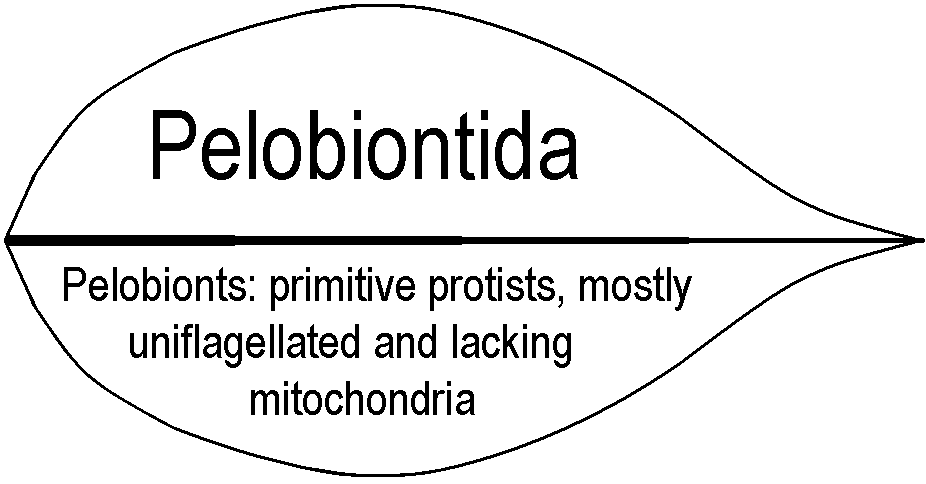 Pelobiontida
Pelobionts: primitive protists, mostly
uniflagellated and lacking
mitochondria